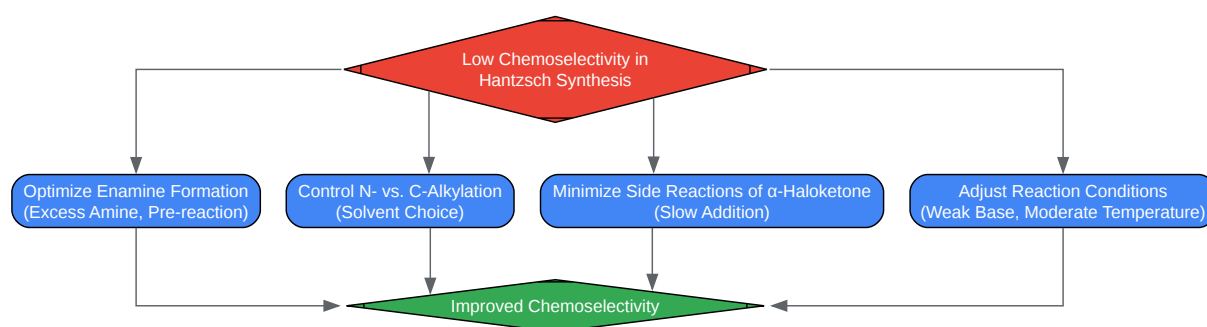 Low Chemoselectivity in
Hantzsch Synthesis
Optimize Enamine Formation
(Excess Amine, Pre-reaction)
Control N- vs. C-Alkylation
(Solvent Choice)
Minimize Side Reactions of α-Haloketone
(Slow Addition)
Adjust Reaction Conditions
(Weak Base, Moderate Temperature)
Improved Chemoselectivity